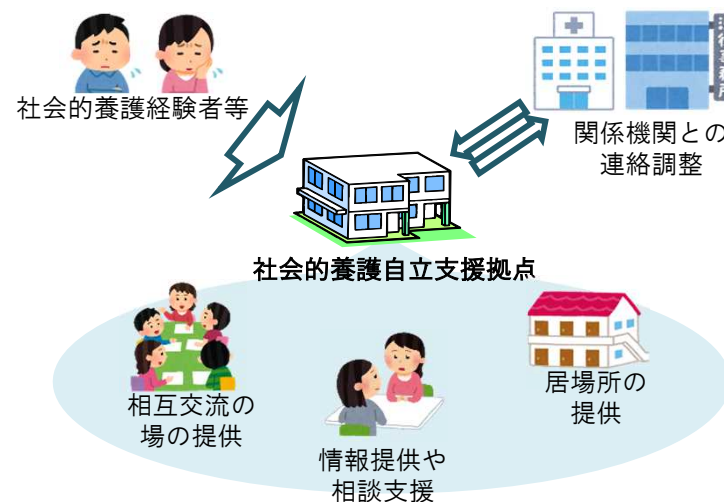 社会的養護経験者等
関係機関との
連絡調整
社会的養護自立支援拠点
相互交流の
場の提供
情報提供や
相談支援
居場所の
提供